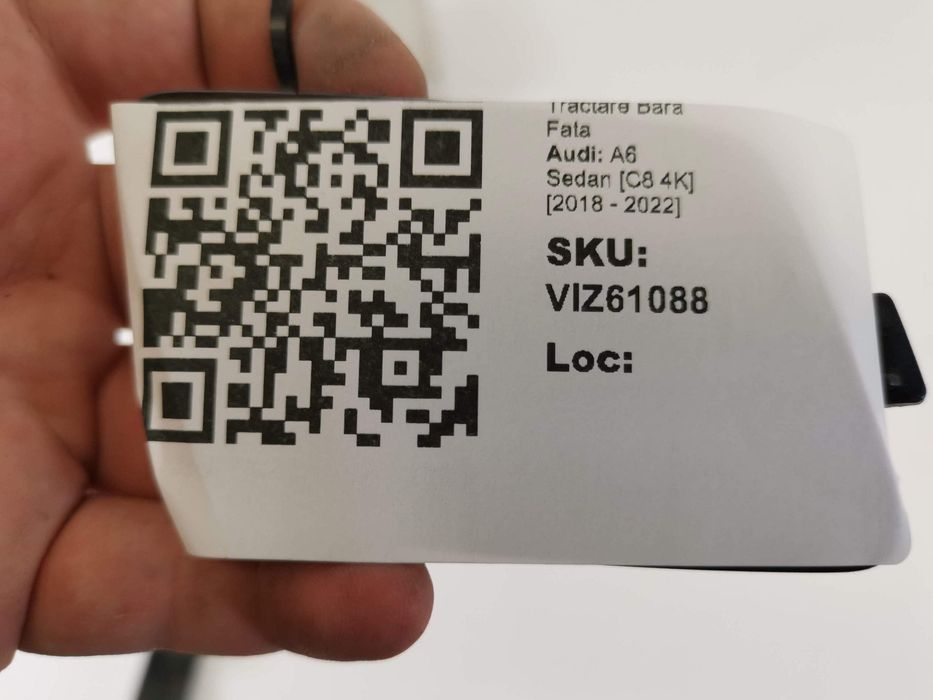 Tractare Bara
Fata
Audi: A6
Sedan [C8 4K]
[2018 - 2022]
SKU:
VIZ61088
Loc: